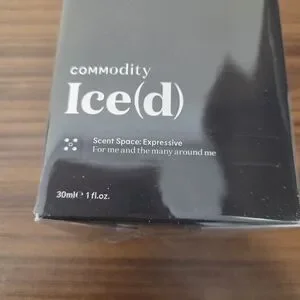 COMModity
Ice(d)
Scent Space: Expressive
For me and the many around me
30ml℮ 1 fl.oz.